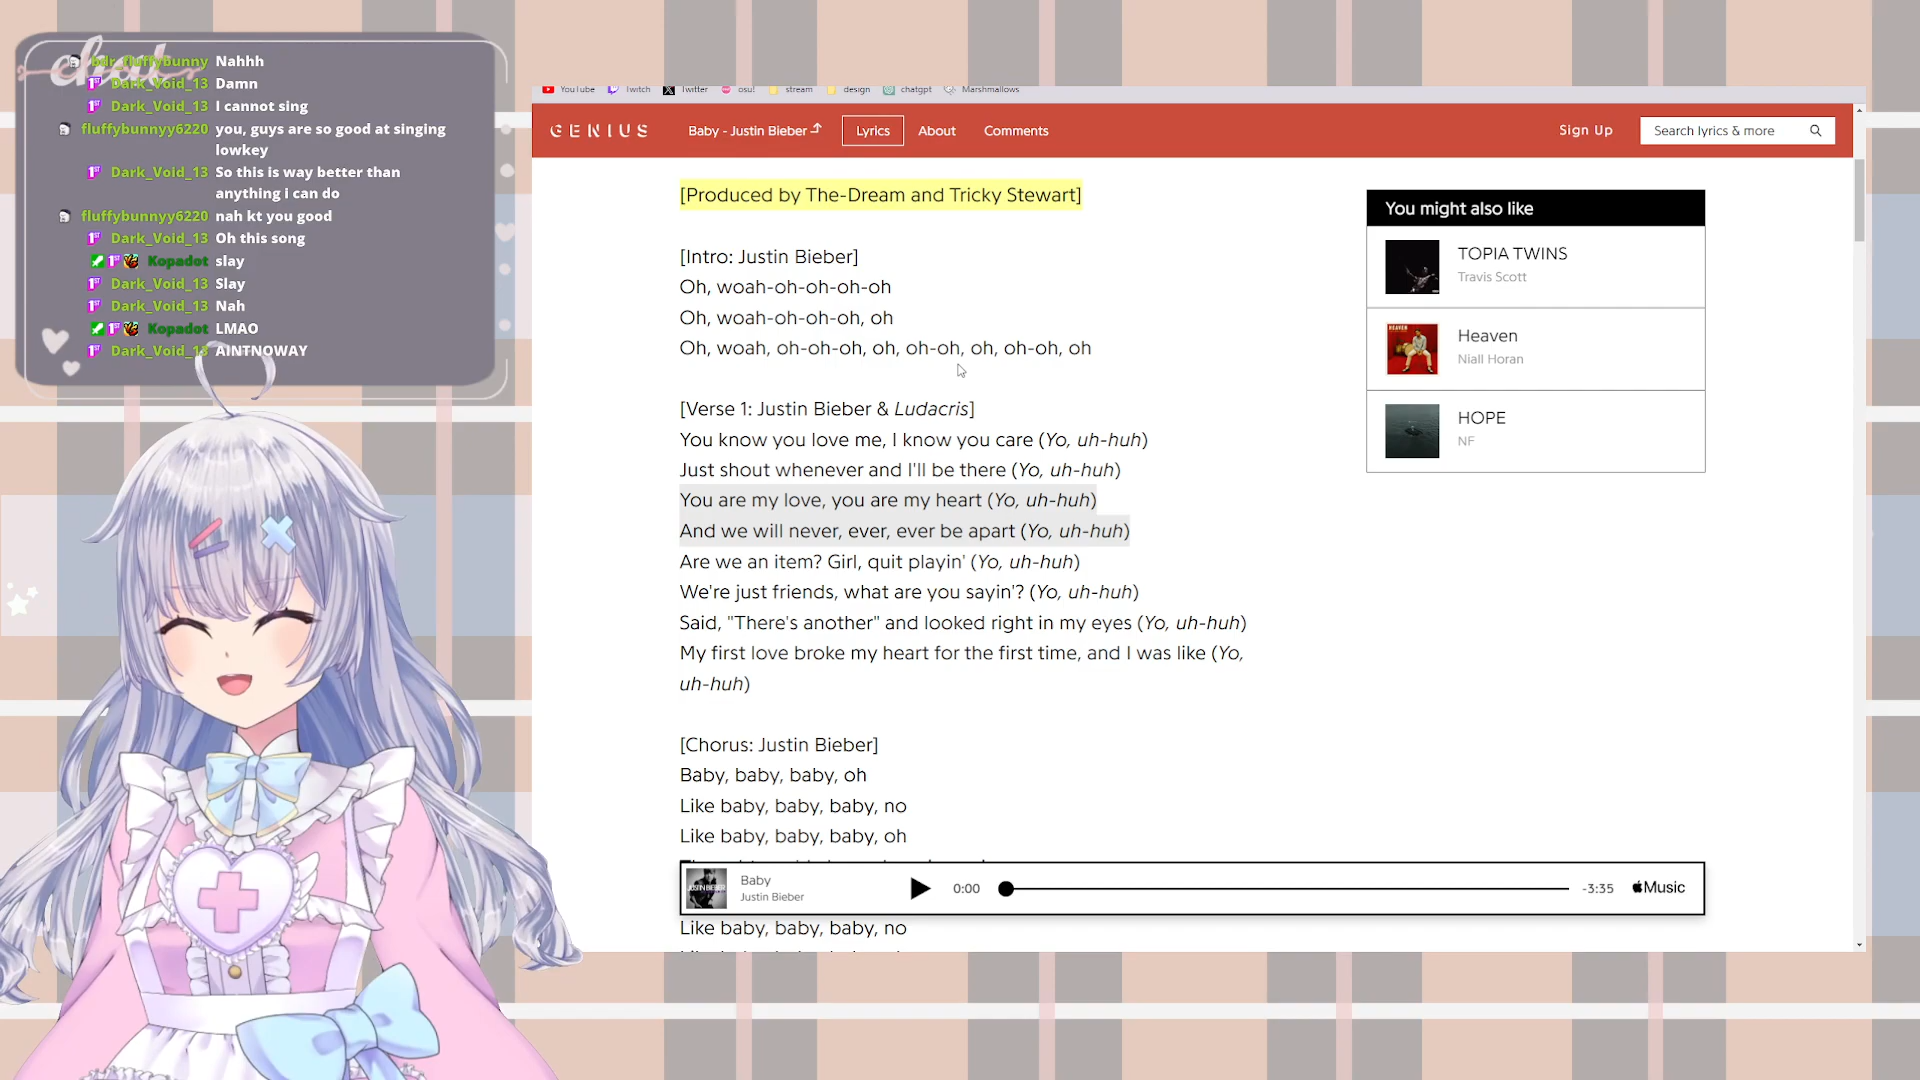 chat
bdr_fluffybunny Nahhh
Dark_Void_13 Damn
Dark_Void_13 I cannot sing
fluffybunnyy6220 you, guys are so good at singing
lowkey
Dark_Void_13 So this is way better than
anything i can do
fluffybunnyy6220 nah kt you good
Dark_Void_13 Oh this song
Kopadot slay
Dark_Void_13 Slay
Dark_Void_13 Nah
Kopadot LMAO
Dark_Void_13 AINTNOWAY
YouTube Twitch Twitter osu! stream design chatgpt Marshmallows
GENIUS Baby - Justin Bieber Lyrics About Comments Sign Up Search lyrics & more
[Produced by The-Dream and Tricky Stewart]
[Intro: Justin Bieber]
Oh, woah-oh-oh-oh-oh
Oh, woah-oh-oh-oh, oh
Oh, woah, oh-oh-oh, oh, oh-oh, oh, oh-oh, oh
[Verse 1: Justin Bieber & Ludacris]
You know you love me, I know you care (Yo, uh-huh)
Just shout whenever and I'll be there (Yo, uh-huh)
You are my love, you are my heart (Yo, uh-huh)
And we will never, ever, ever be apart (Yo, uh-huh)
Are we an item? Girl, quit playin' (Yo, uh-huh)
We're just friends, what are you sayin'? (Yo, uh-huh)
Said, "There's another" and looked right in my eyes (Yo, uh-huh)
My first love broke my heart for the first time, and I was like (Yo,
uh-huh)
[Chorus: Justin Bieber]
Baby, baby, baby, oh
Like baby, baby, baby, no
Like baby, baby, baby, oh
Like baby, baby, baby, no
You might also like
TOPIA TWINS
Travis Scott
Heaven
Niall Horan
HOPE
NF
Baby
Justin Bieber
0:00
-3:35
Music